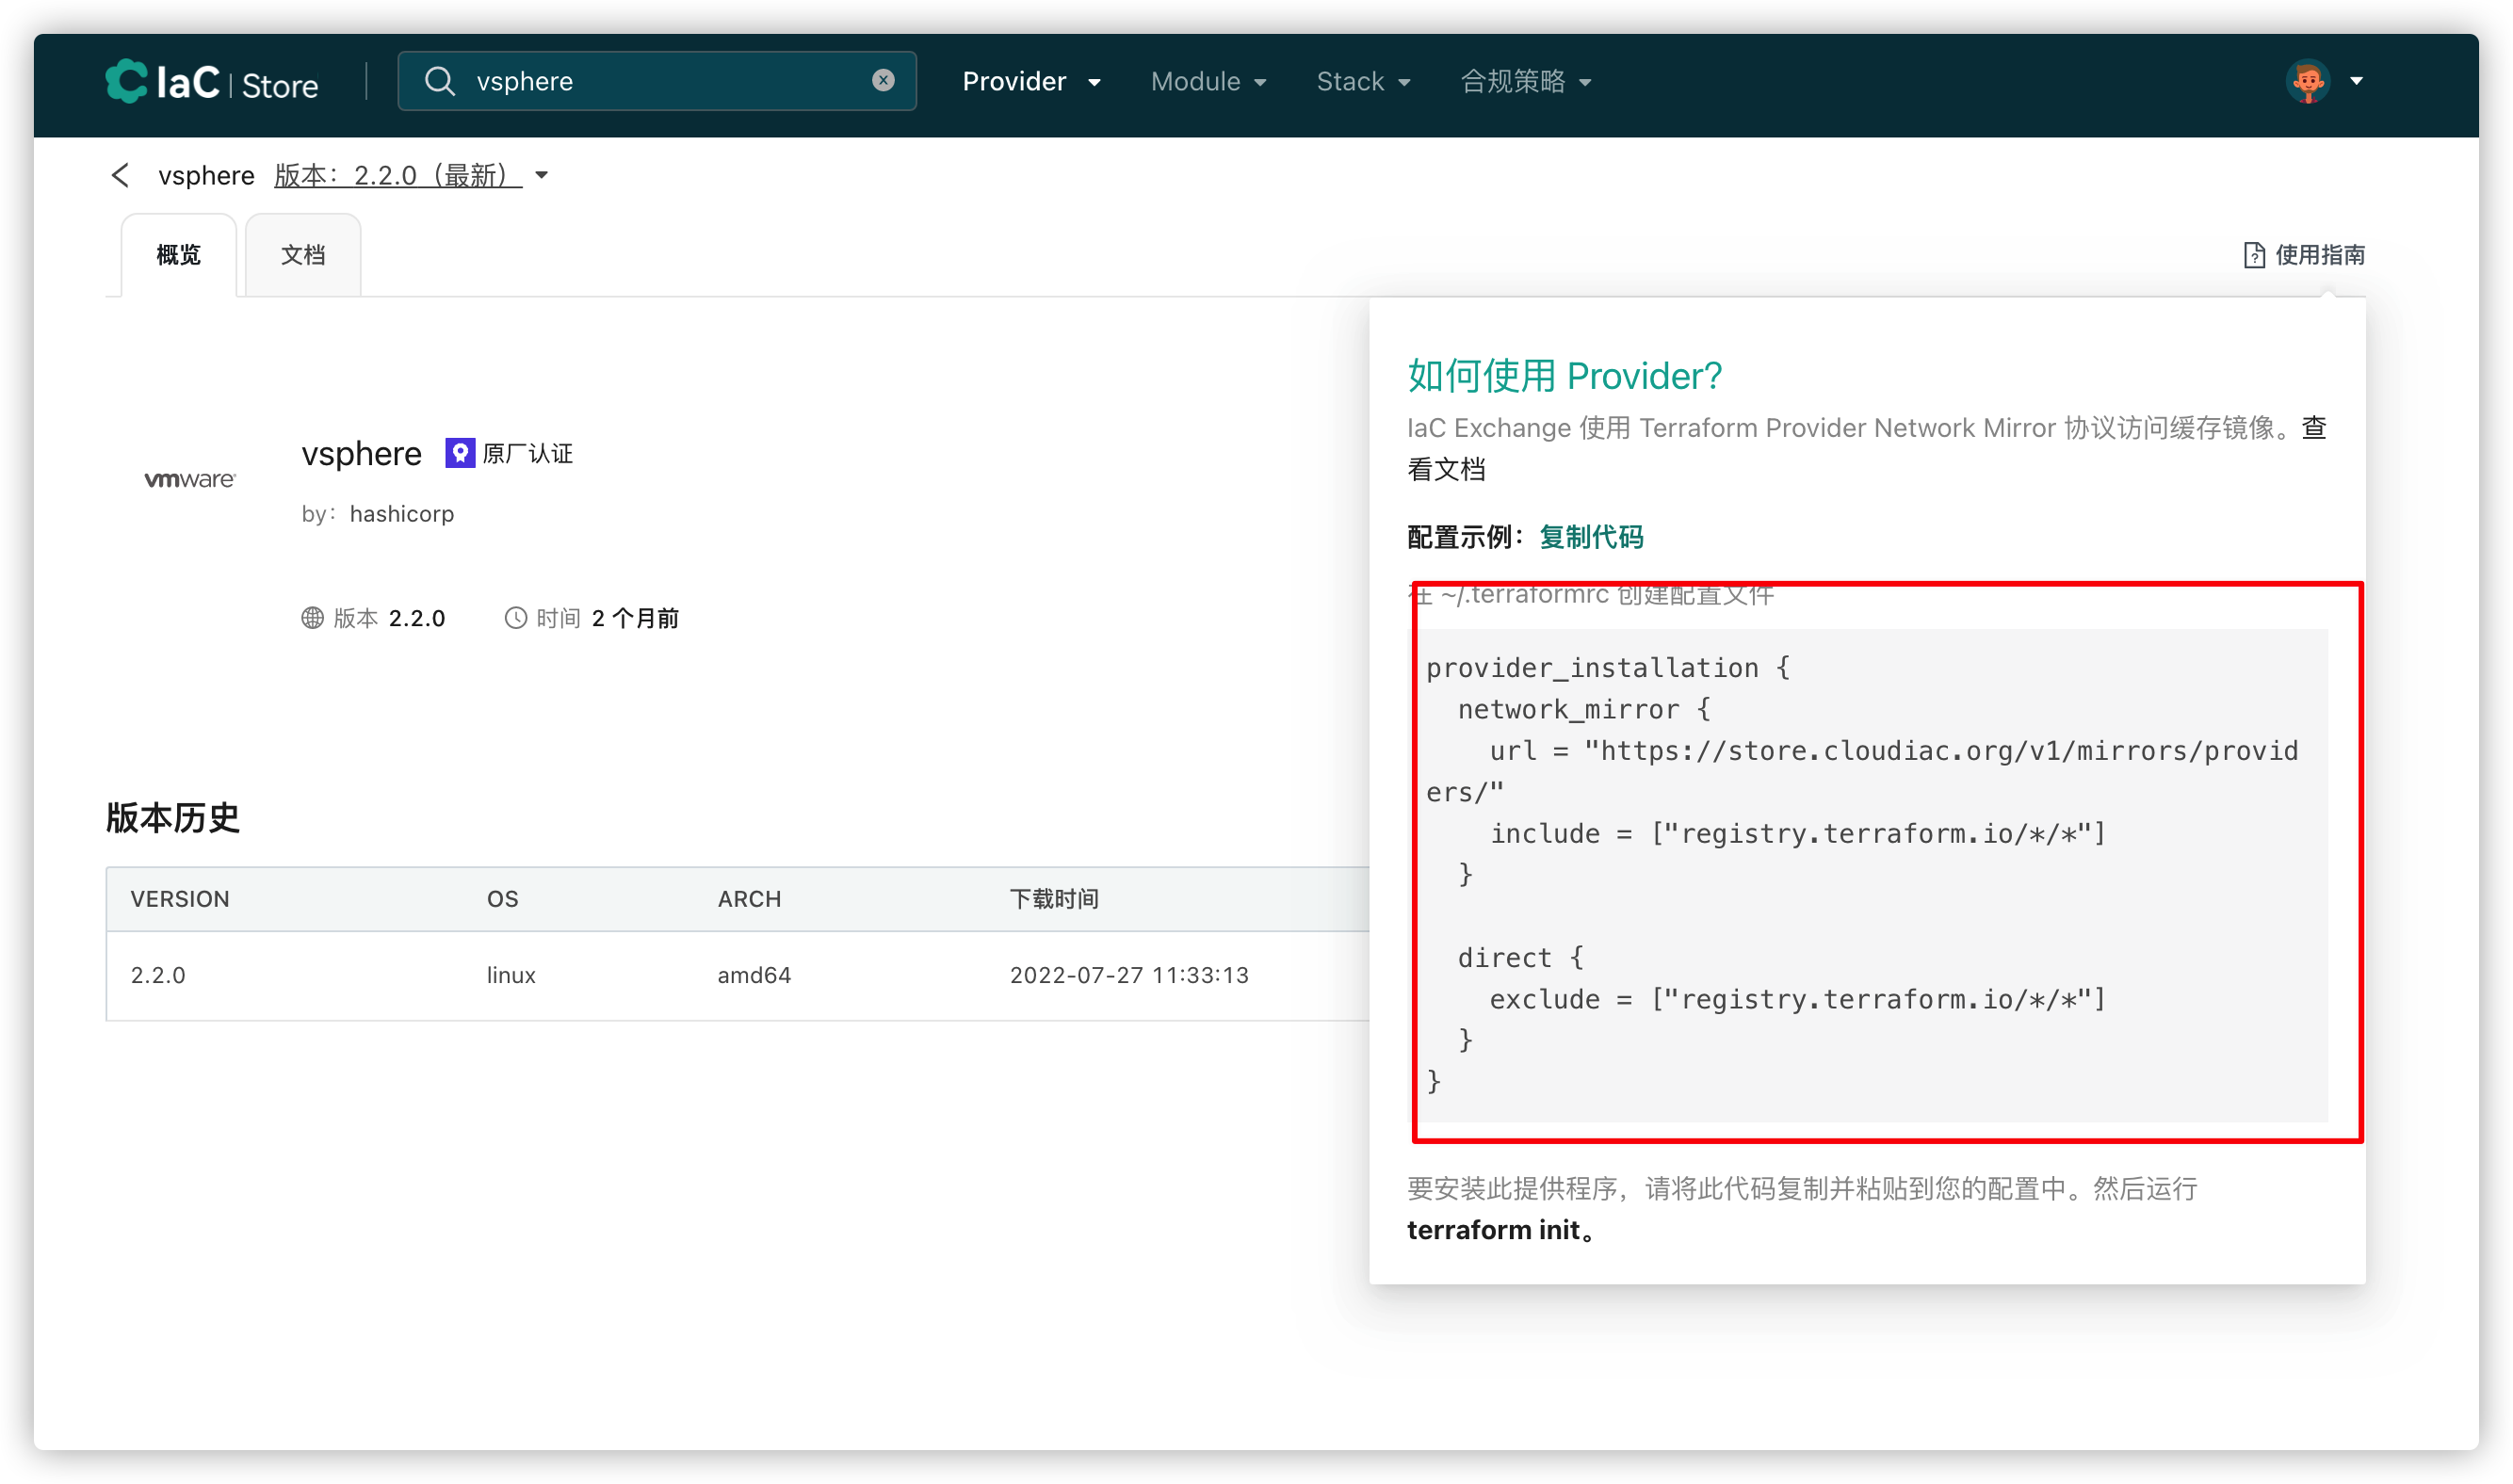 IaC | Store
vsphere
Provider
Module
Stack
合规策略
vsphere 版本：2.2.0（最新）
概览
文档
使用指南
vmware
vsphere 原厂认证
by： hashicorp
版本 2.2.0
时间 2 个月前
版本历史
VERSION OS ARCH 下载时间
2.2.0 linux amd64 2022-07-27 11:33:13
如何使用 Provider?
IaC Exchange 使用 Terraform Provider Network Mirror 协议访问缓存镜像。查
看文档
配置示例：复制代码
在 ~/.terraformrc 创建配置文件
provider_installation {
  network_mirror {
    url = "https://store.cloudiac.org/v1/mirrors/provid
ers/"
    include = ["registry.terraform.io/*/*"]
  }
  direct {
    exclude = ["registry.terraform.io/*/*"]
  }
}
要安装此提供程序，请将此代码复制并粘贴到您的配置中。然后运行
terraform init。